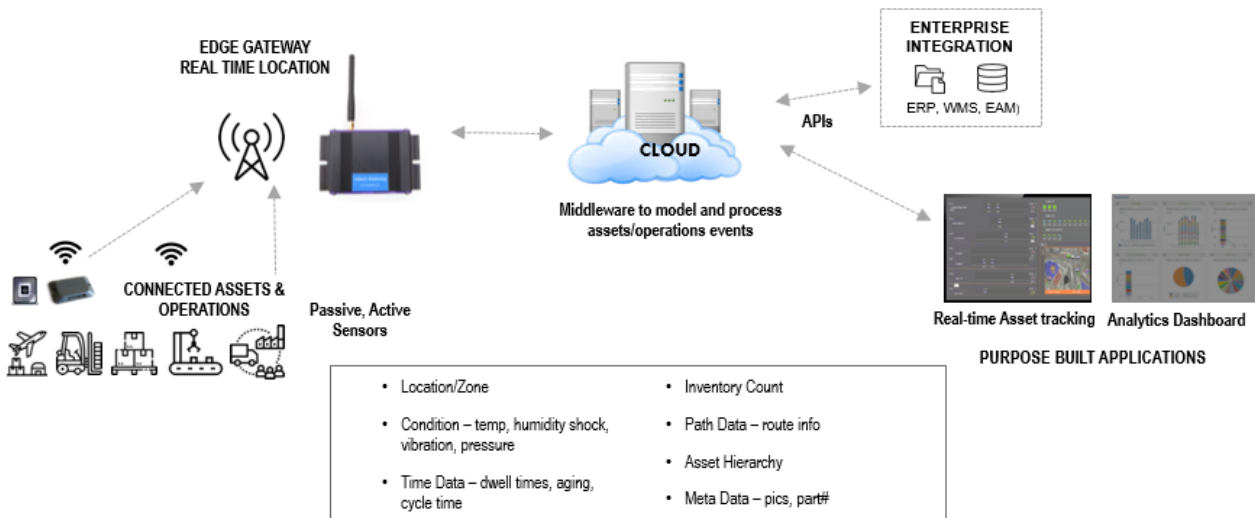 EDGE GATEWAY
REAL TIME LOCATION
ENTERPRISE
INTEGRATION
ERP, WMS, EAM)
APIs
CLOUD
Middleware to model and process
assets/operations events
CONNECTED ASSETS &
OPERATIONS
Passive, Active
Sensors
Real-time Asset tracking
Analytics Dashboard
PURPOSE BUILT APPLICATIONS
• Location/Zone
• Condition – temp, humidity shock,
vibration, pressure
• Time Data – dwell times, aging,
cycle time
• Inventory Count
• Path Data – route info
• Asset Hierarchy
• Meta Data – pics, part#